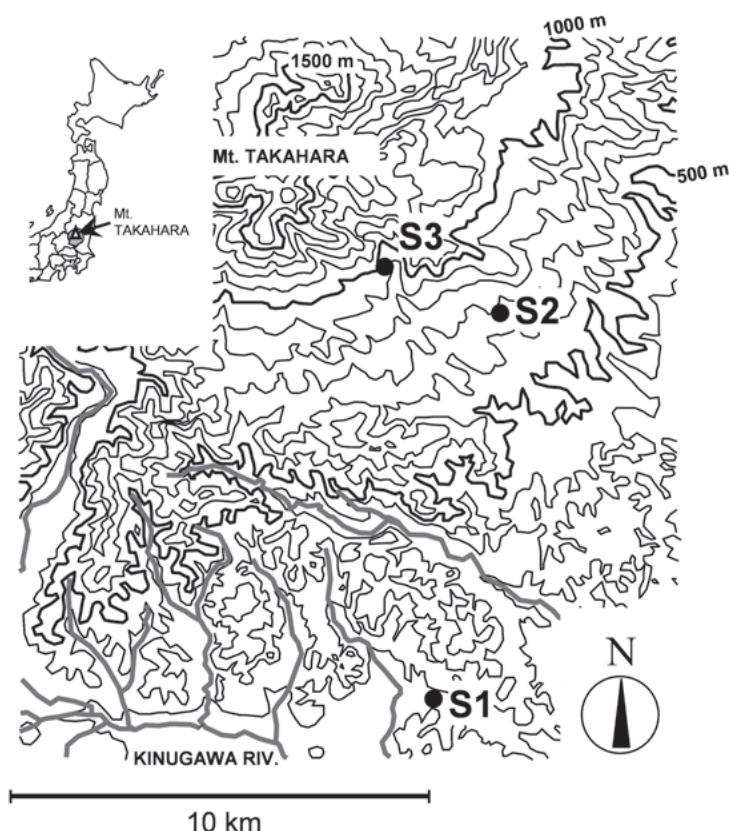 1000 m
1500 m
Mt. TAKAHARA
500 m
Mt.
TAKAHARA
S3
S2
N
S1
KINUGAWA RIV.
10 km